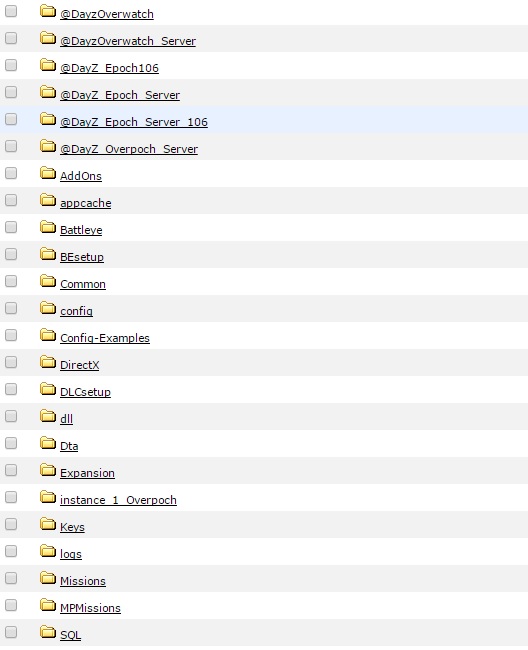 @DayzOverwatch
@DayzOverwatch_Server
@DayZ_Epoch106
@DayZ_Epoch_Server
@DayZ_Epoch_Server_106
@DayZ_Overpoch_Server
AddOns
appcache
Battleye
BEsetup
Common
config
Config-Examples
DirectX
DLCsetup
dll
Dta
Expansion
instance_1_Overpoch
Keys
logs
Missions
MPMissions
SQL